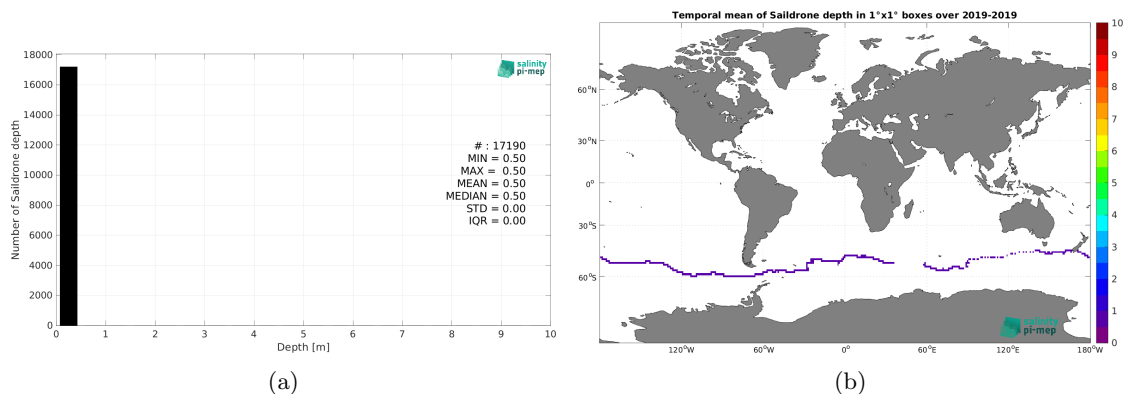 18000
16000
14000
12000
10000
8000
6000
4000
2000
0
Number of Saildrone depth
salinity
pi-mep
# : 17190
MIN = 0.50
MAX = 0.50
MEAN = 0.50
MEDIAN = 0.50
STD = 0.00
IQR = 0.00
0 1 2 3 4 5 6 7 8 9 10
Depth [m]
(a)
Temporal mean of Saildrone depth in 1°x1° boxes over 2019-2019
60°N
30°N
0°
30°S
60°S
120°W 60°W 0° 60°E 120°E 180°W
salinity
pi-mep
10
9
8
7
6
5
4
3
2
1
0
(b)